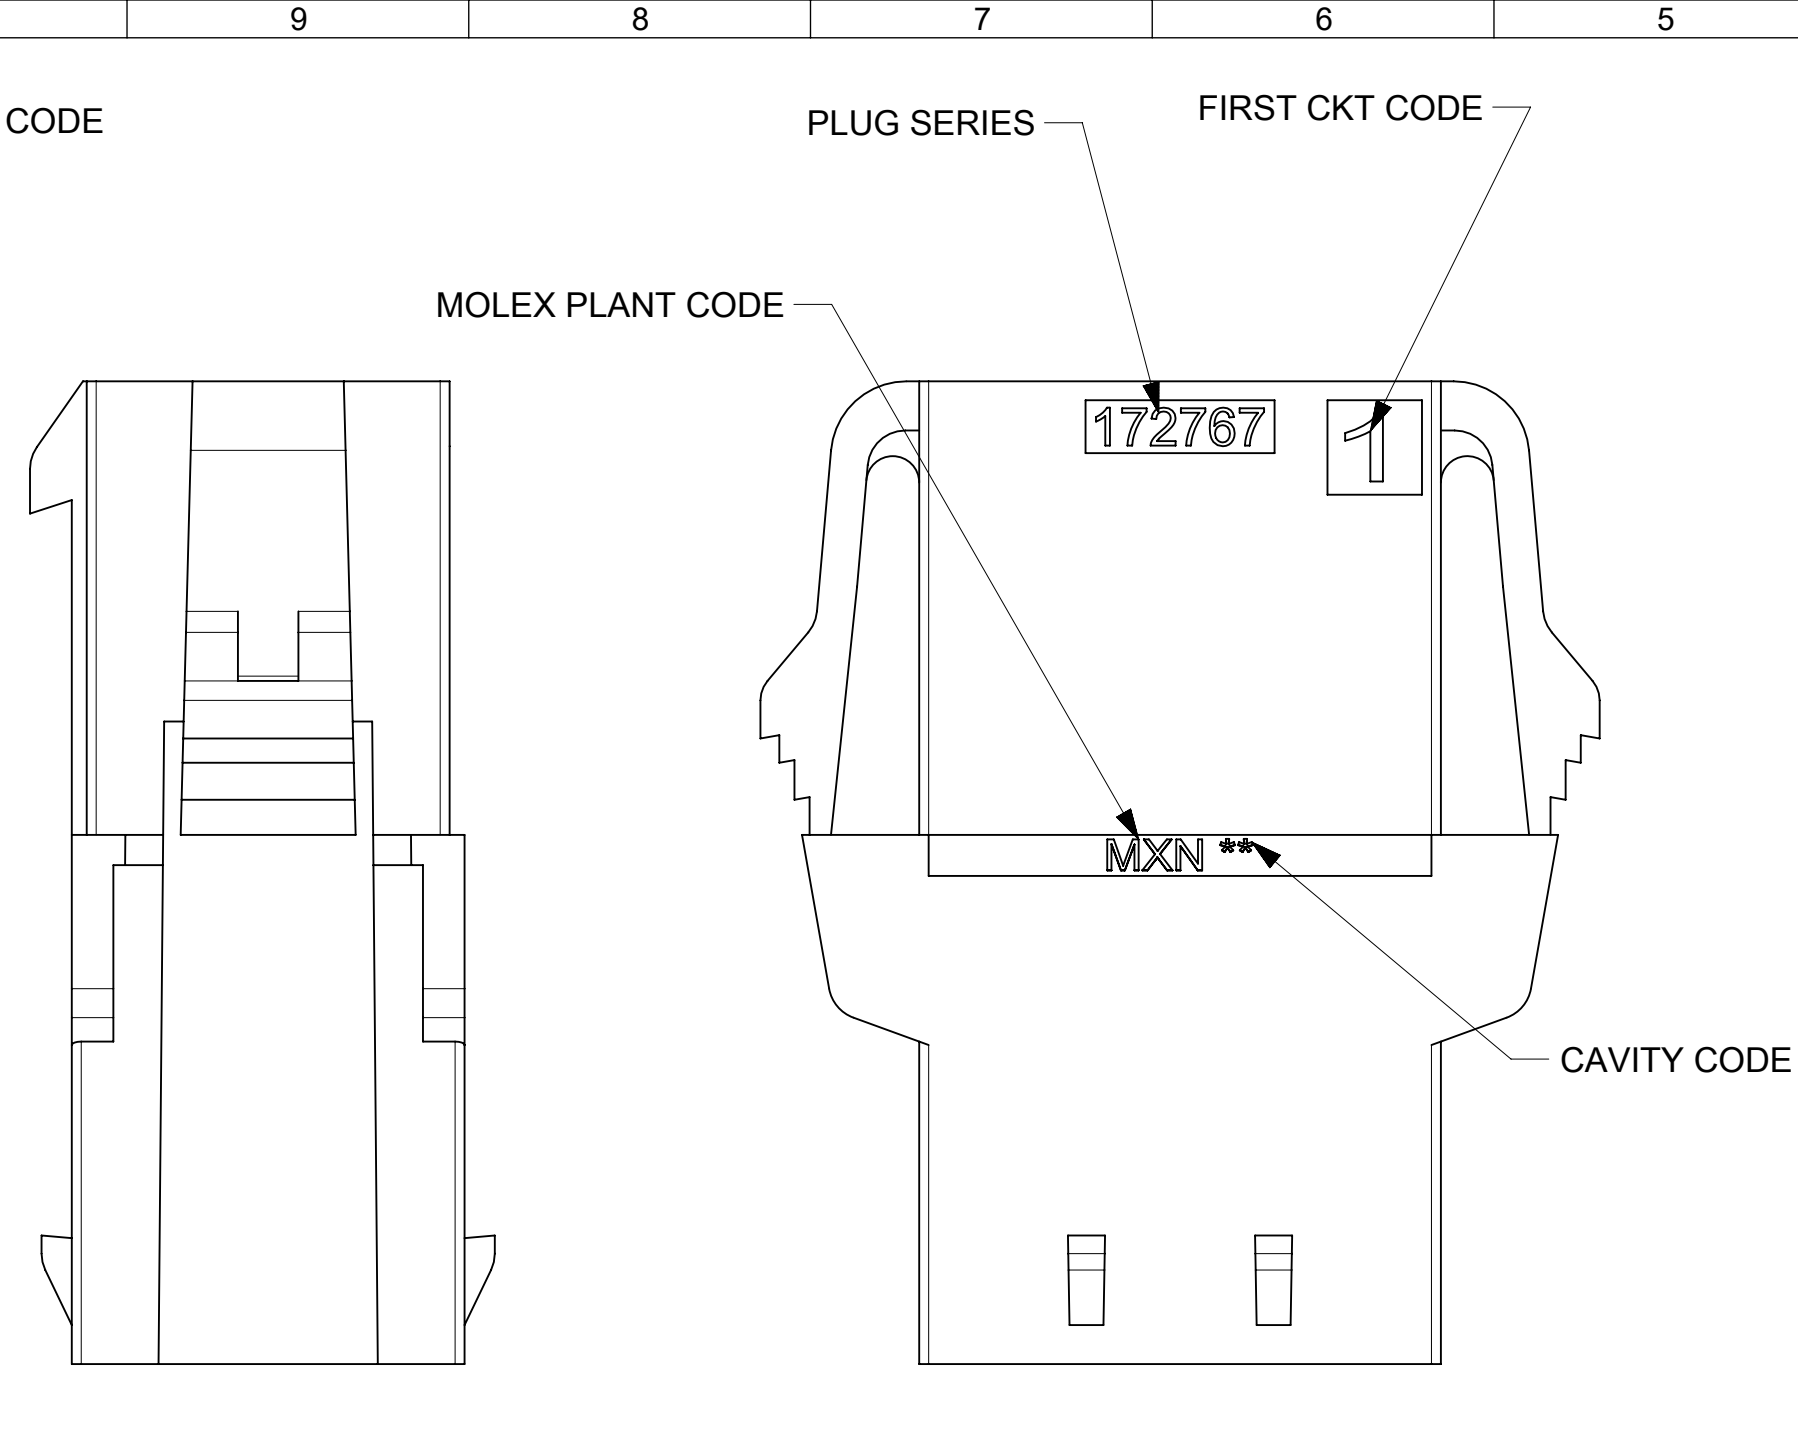 9 8 7 6 5
CODE
PLUG SERIES
FIRST CKT CODE
MOLEX PLANT CODE
172767
1
MXN **
CAVITY CODE